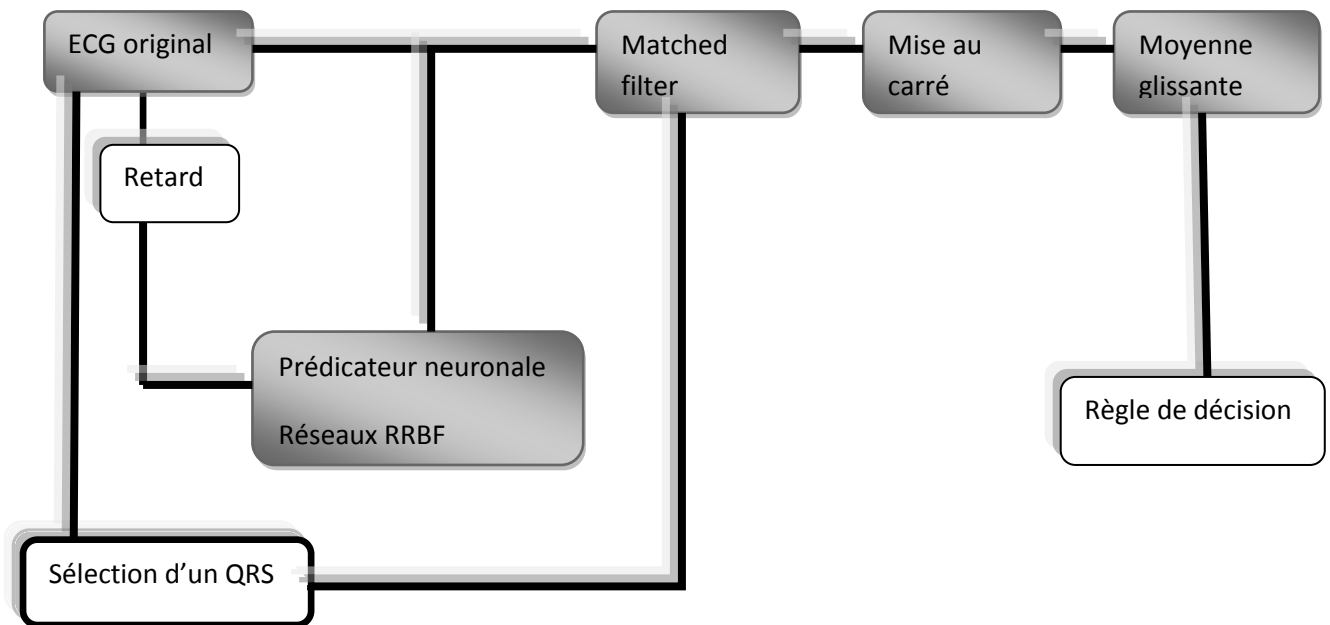 ECG original
Matched
filter
Mise au
carré
Moyenne
glissante
Retard
Prédicateur neuronale
Réseaux RRBF
Règle de décision
Sélection d’un QRS